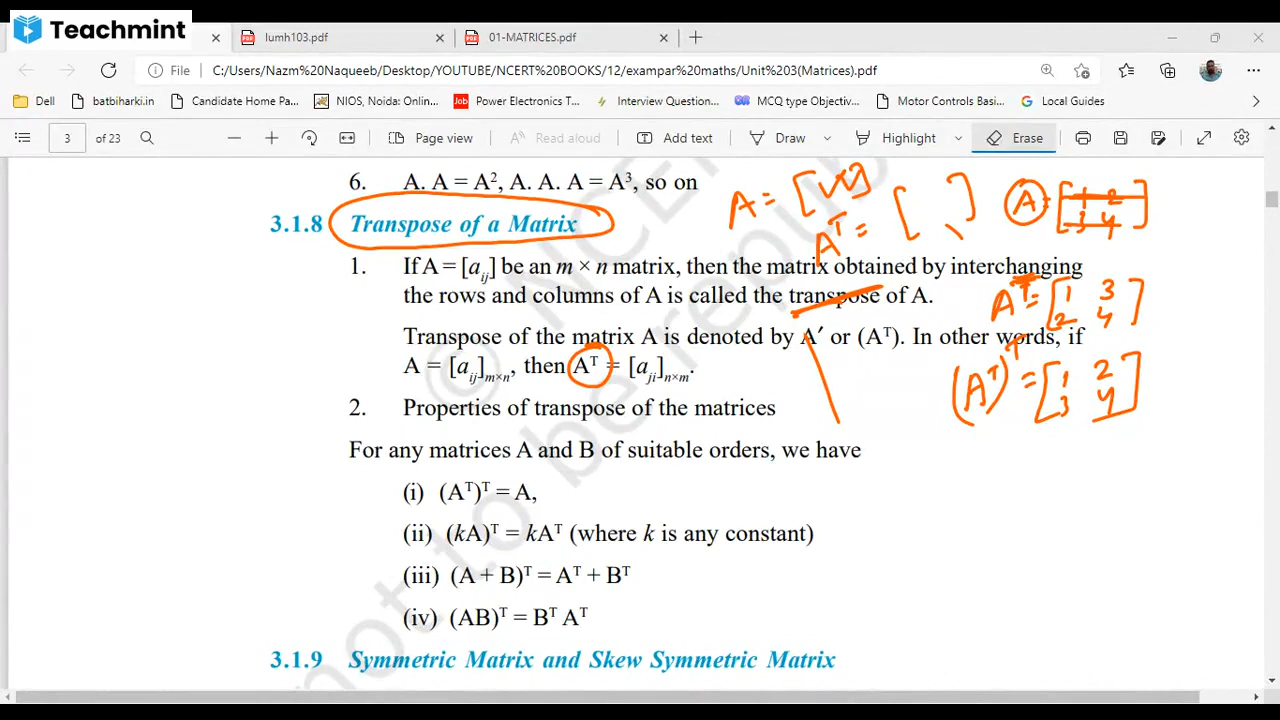 Teachmint
lumh103.pdf
01-MATRICES.pdf
File C:/Users/Nazm%20Naqueeb/Desktop/YOUTUBE/NCERT%20BOOKS/12/exampar%20maths/Unit%203(Matrices).pdf
Dell batbiharki.in Candidate Home Pa... NIOS, Noida: Onlin... Job Power Electronics T... Interview Question... MCQ type Objectiv... Motor Controls Basi... Local Guides
3 of 23 Page view Read aloud Add text Draw Highlight Erase
6. A. A = A², A. A. A = A³, so on
3.1.8 Transpose of a Matrix
A = [ ] Aᵀ = [ ]
A = [1 2
3 4]
1. If A = [aᵢⱼ] be an m × n matrix, then the matrix obtained by interchanging
the rows and columns of A is called the transpose of A.
Aᵀ = [1 3
2 4]
Transpose of the matrix A is denoted by A′ or (Aᵀ). In other words, if
A = [aᵢⱼ]ₘ×ₙ, then Aᵀ = [aⱼᵢ]ₙ×ₘ.
(Aᵀ)ᵀ = [1 2
3 4]
2. Properties of transpose of the matrices
For any matrices A and B of suitable orders, we have
(i) (Aᵀ)ᵀ = A,
(ii) (kA)ᵀ = kAᵀ (where k is any constant)
(iii) (A + B)ᵀ = Aᵀ + Bᵀ
(iv) (AB)ᵀ = Bᵀ Aᵀ
3.1.9 Symmetric Matrix and Skew Symmetric Matrix